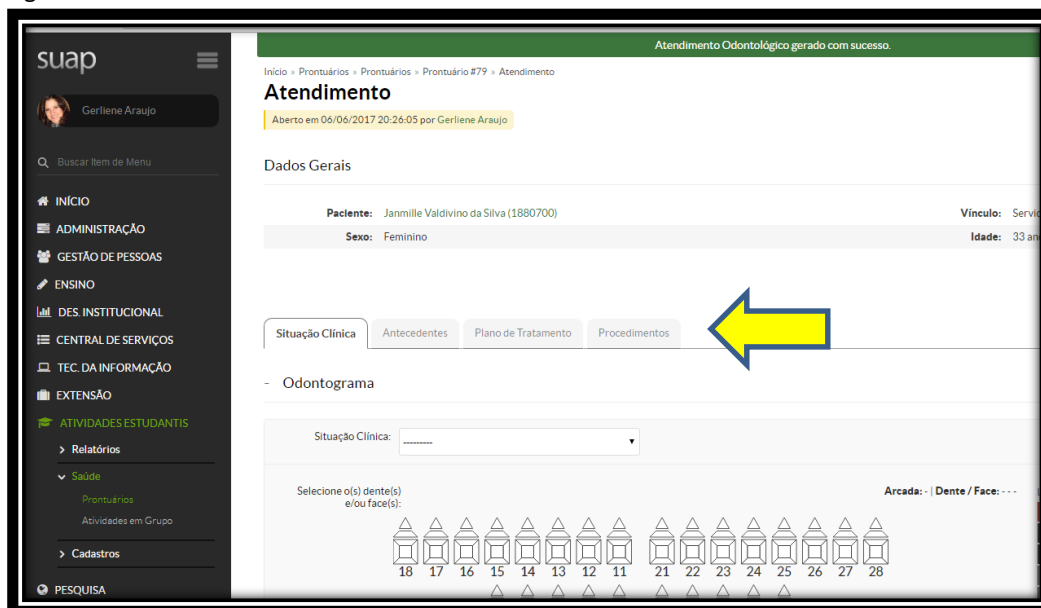 suap
Gerliene Araujo
Buscar Item de Menu
INÍCIO
ADMINISTRAÇÃO
GESTÃO DE PESSOAS
ENSINO
DES. INSTITUCIONAL
CENTRAL DE SERVIÇOS
TEC. DA INFORMAÇÃO
EXTENSÃO
ATIVIDADES ESTUDANTIS
Relatórios
Saúde
Prontuários
Atividades em Grupo
Cadastros
PESQUISA
Atendimento Odontológico gerado com sucesso.
Início » Prontuários » Prontuários » Prontuário #79 » Atendimento
Atendimento
Aberto em 06/06/2017 20:26:05 por Gerliene Araujo
Dados Gerais
Paciente: Janmille Valdivino da Silva (1880700) Vínculo:
Sexo: Feminino Idade: 33
Situação Clínica Antecedentes Plano de Tratamento Procedimentos
- Odontograma
Situação Clínica: ---------
Selecione o(s) dente(s) Arcada: - | Dente / Face: - - -
e/ou face(s):
18 17 16 15 14 13 12 11 21 22 23 24 25 26 27 28